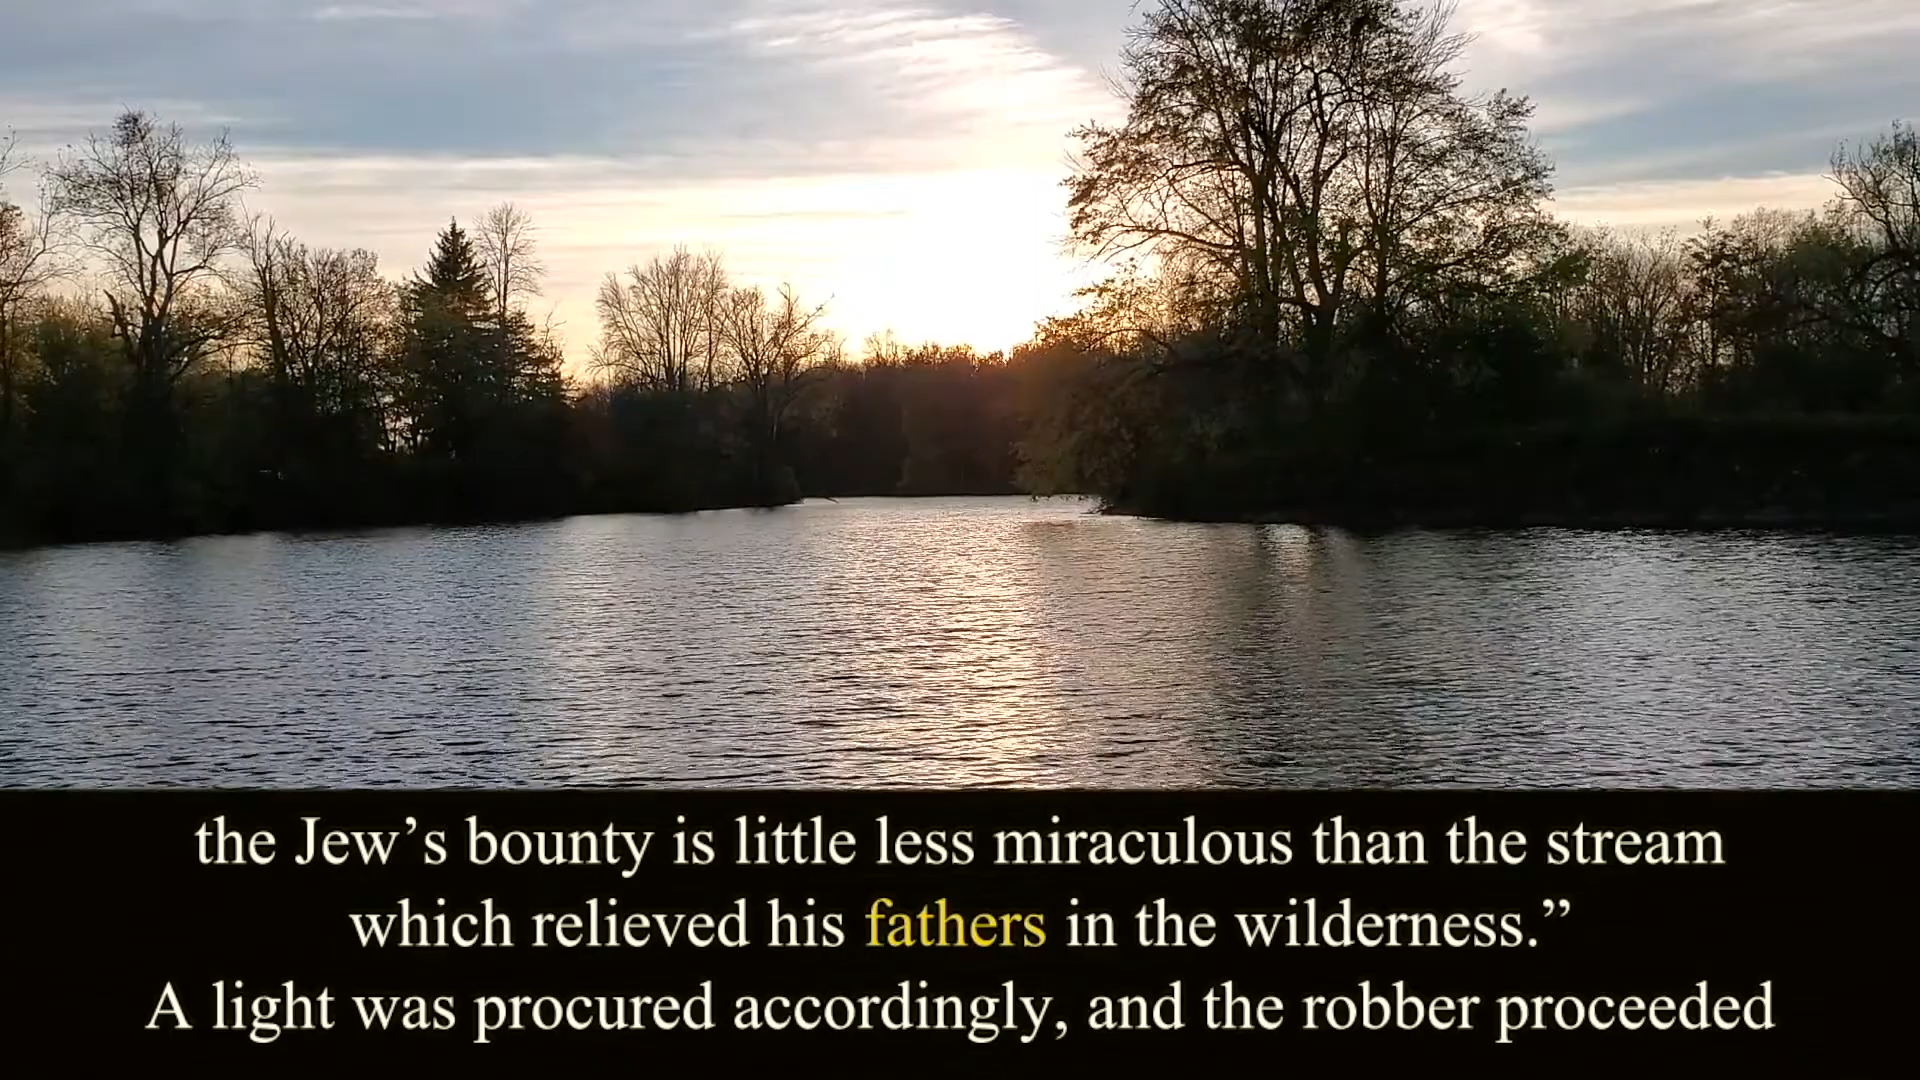 the Jew’s bounty is little less miraculous than the stream
which relieved his fathers in the wilderness.”
A light was procured accordingly, and the robber proceeded